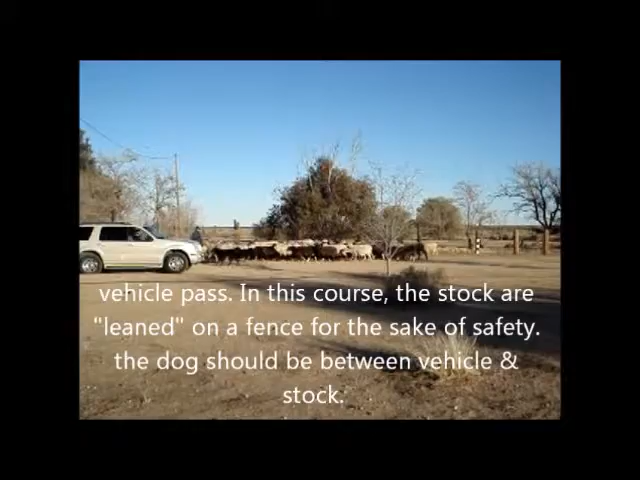 vehicle pass. In this course, the stock are
"leaned" on a fence for the sake of safety.
the dog should be between vehicle &
stock.